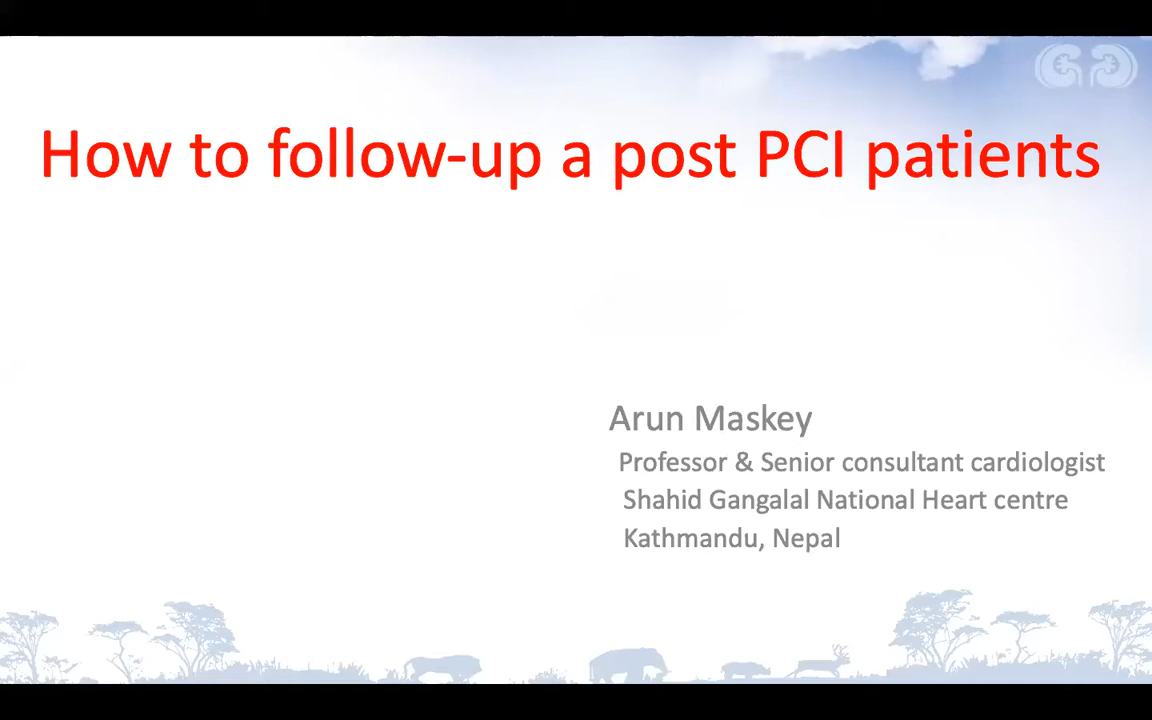 How to follow-up a post PCI patients
Arun Maskey
Professor & Senior consultant cardiologist
Shahid Gangalal National Heart centre
Kathmandu, Nepal